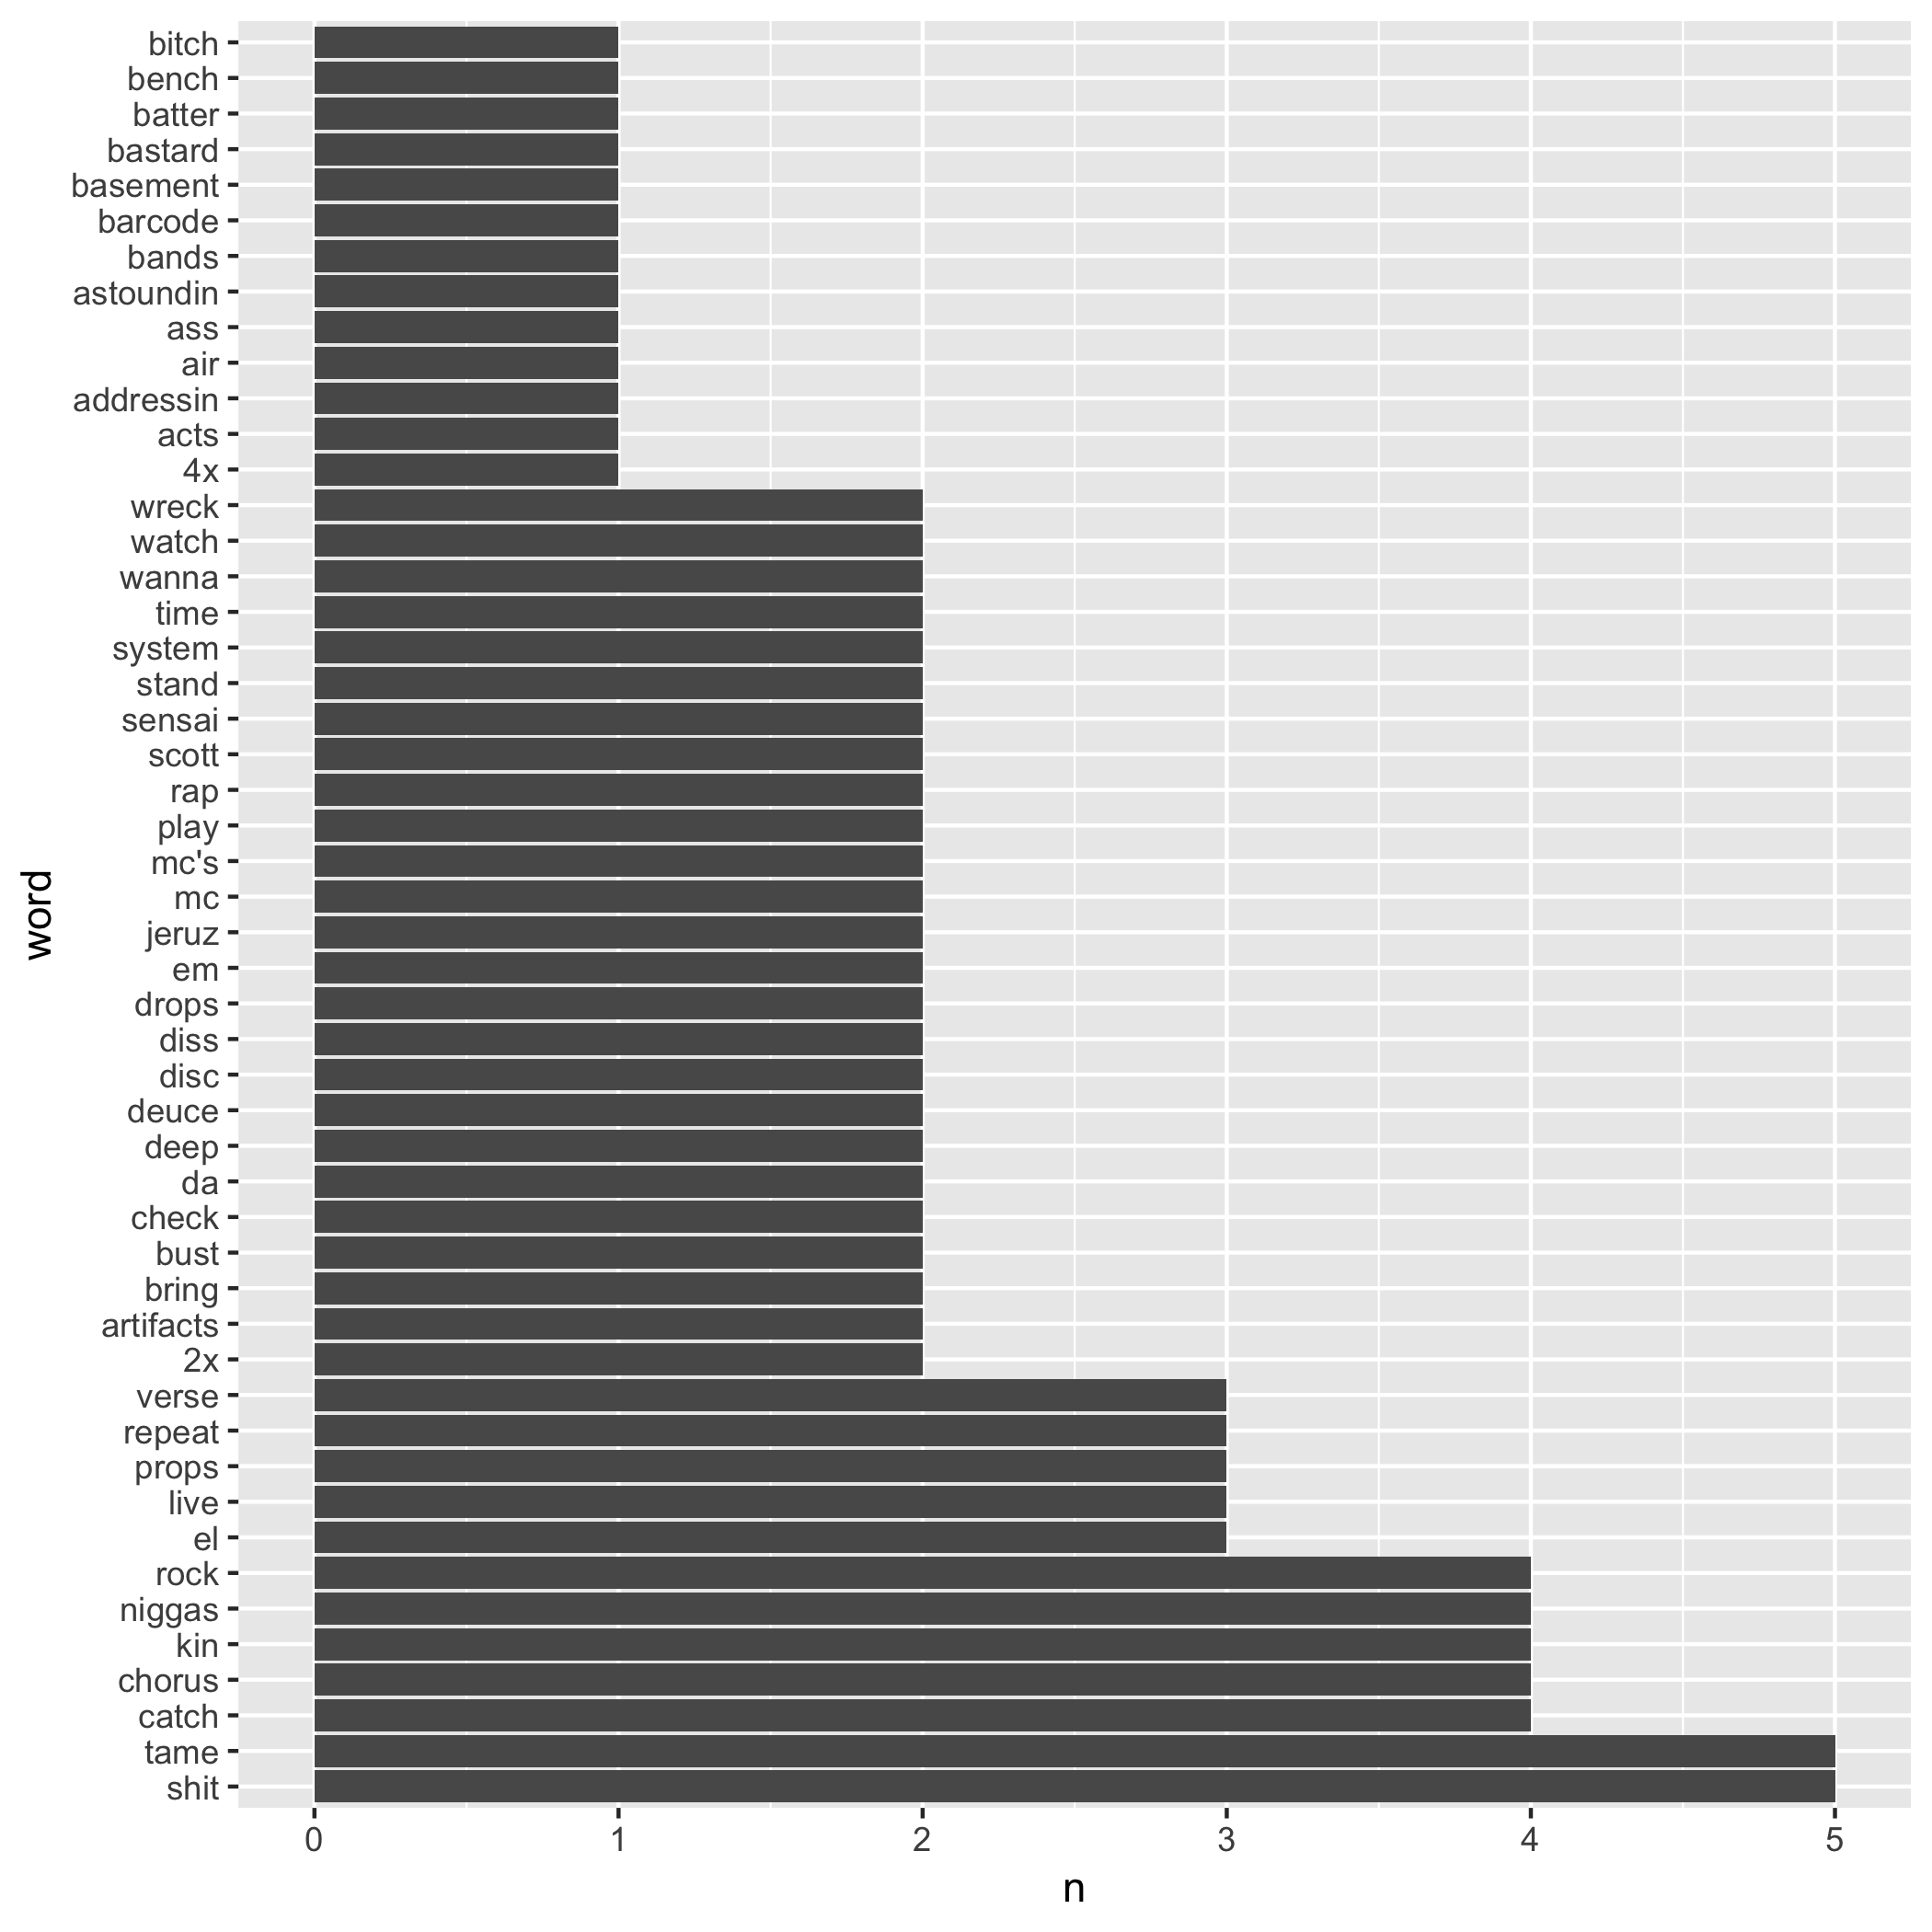 bitch
bench
batter
bastard
basement
barcode
bands
astoundin
ass
air
addressin
acts
4x
wreck
watch
wanna
time
system
stand
sensai
scott
rap
play
mc's
mc
jeruz
em
drops
diss
disc
deuce
deep
da
check
bust
bring
artifacts
2x
verse
repeat
props
live
el
rock
niggas
kin
chorus
catch
tame
shit
word
0 1 2 3 4 5
n